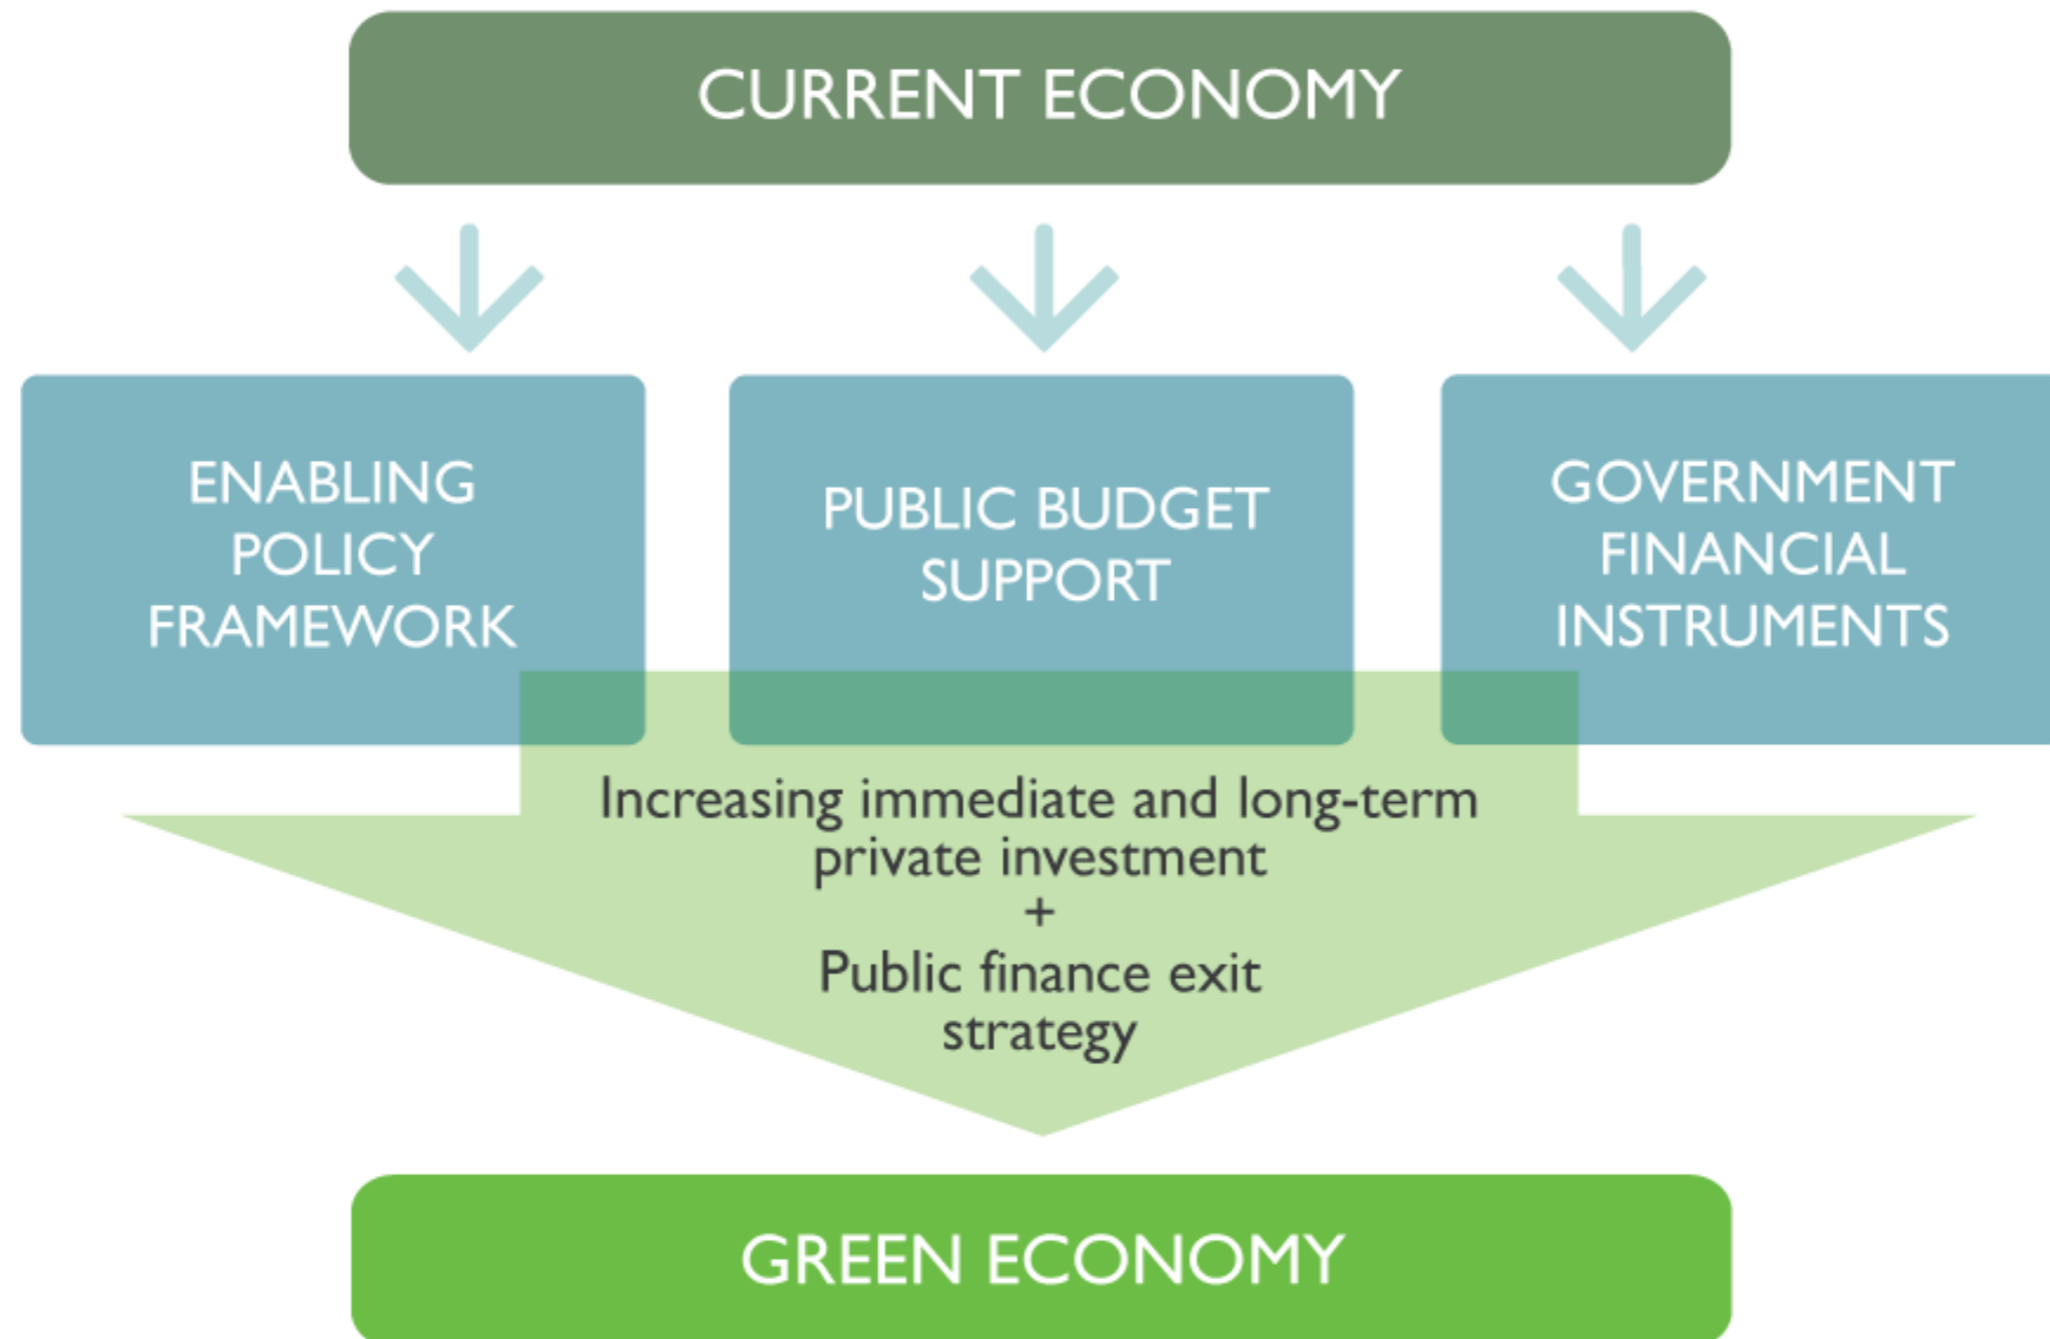 CURRENT ECONOMY
ENABLING
POLICY
FRAMEWORK
PUBLIC BUDGET
SUPPORT
GOVERNMENT
FINANCIAL
INSTRUMENTS
Increasing immediate and long-term
private investment
+
Public finance exit
strategy
GREEN ECONOMY